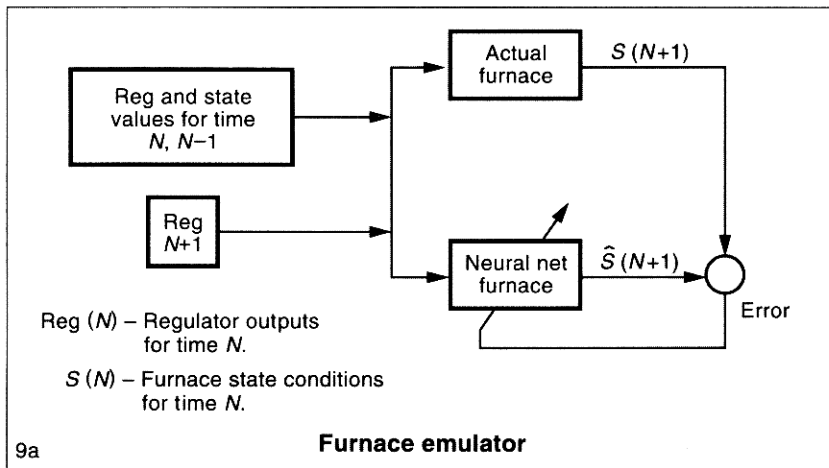 Reg and state
values for time
N, N−1
Reg
N+1
Actual
furnace
S (N+1)
Neural net
furnace
Ŝ (N+1)
Error
Reg (N) – Regulator outputs
for time N.
S (N) – Furnace state conditions
for time N.
9a
Furnace emulator